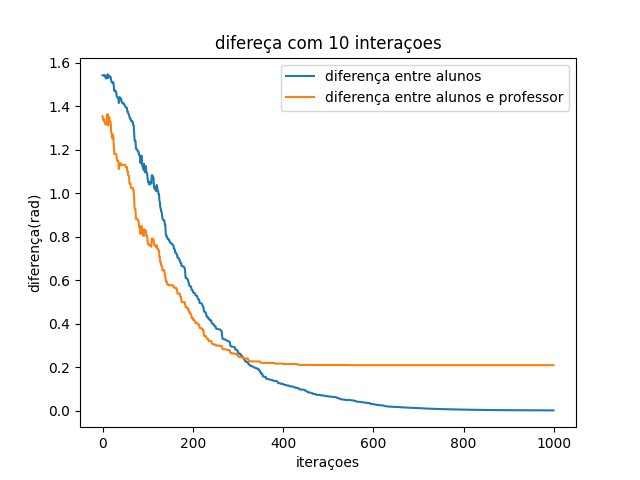 difereça com 10 interaçoes
diferença entre alunos
diferença entre alunos e professor
diferença(rad)
1.6
1.4
1.2
1.0
0.8
0.6
0.4
0.2
0.0
0 200 400 600 800 1000
iteraçoes